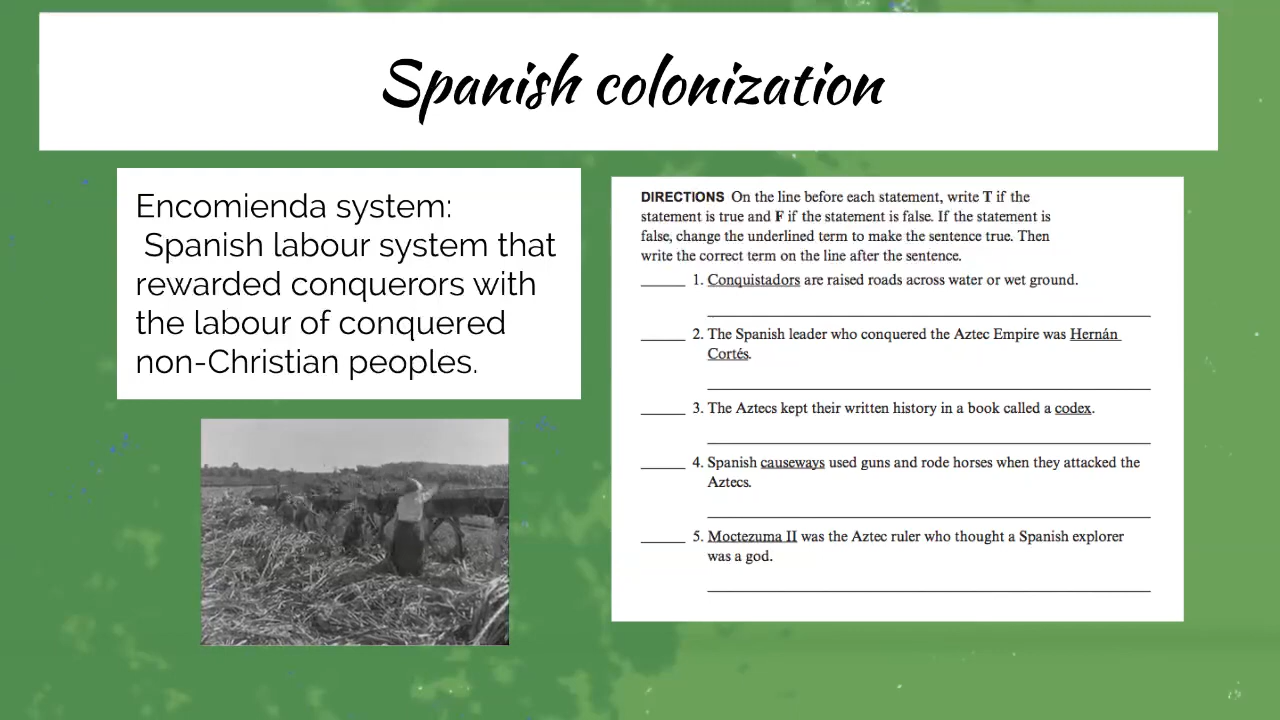 Spanish colonization
Encomienda system:
Spanish labour system that
rewarded conquerors with
the labour of conquered
non-Christian peoples.
DIRECTIONS On the line before each statement, write T if the
statement is true and F if the statement is false. If the statement is
false, change the underlined term to make the sentence true. Then
write the correct term on the line after the sentence.
______ 1. Conquistadors are raised roads across water or wet ground.
______ 2. The Spanish leader who conquered the Aztec Empire was Hernán
Cortés.
______ 3. The Aztecs kept their written history in a book called a codex.
______ 4. Spanish causeways used guns and rode horses when they attacked the
Aztecs.
______ 5. Moctezuma II was the Aztec ruler who thought a Spanish explorer
was a god.